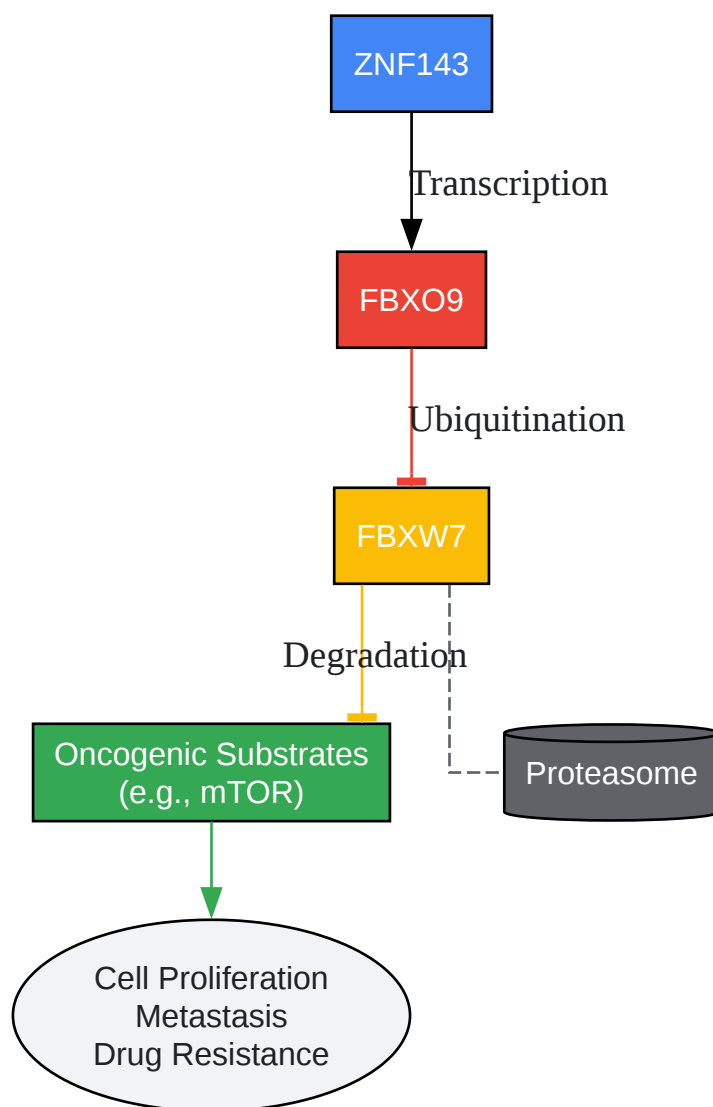 ZNF143
Transcription
FBXO9
Ubiquitination
FBXW7
Degradation
Oncogenic Substrates
(e.g., mTOR)
Proteasome
Cell Proliferation
Metastasis
Drug Resistance